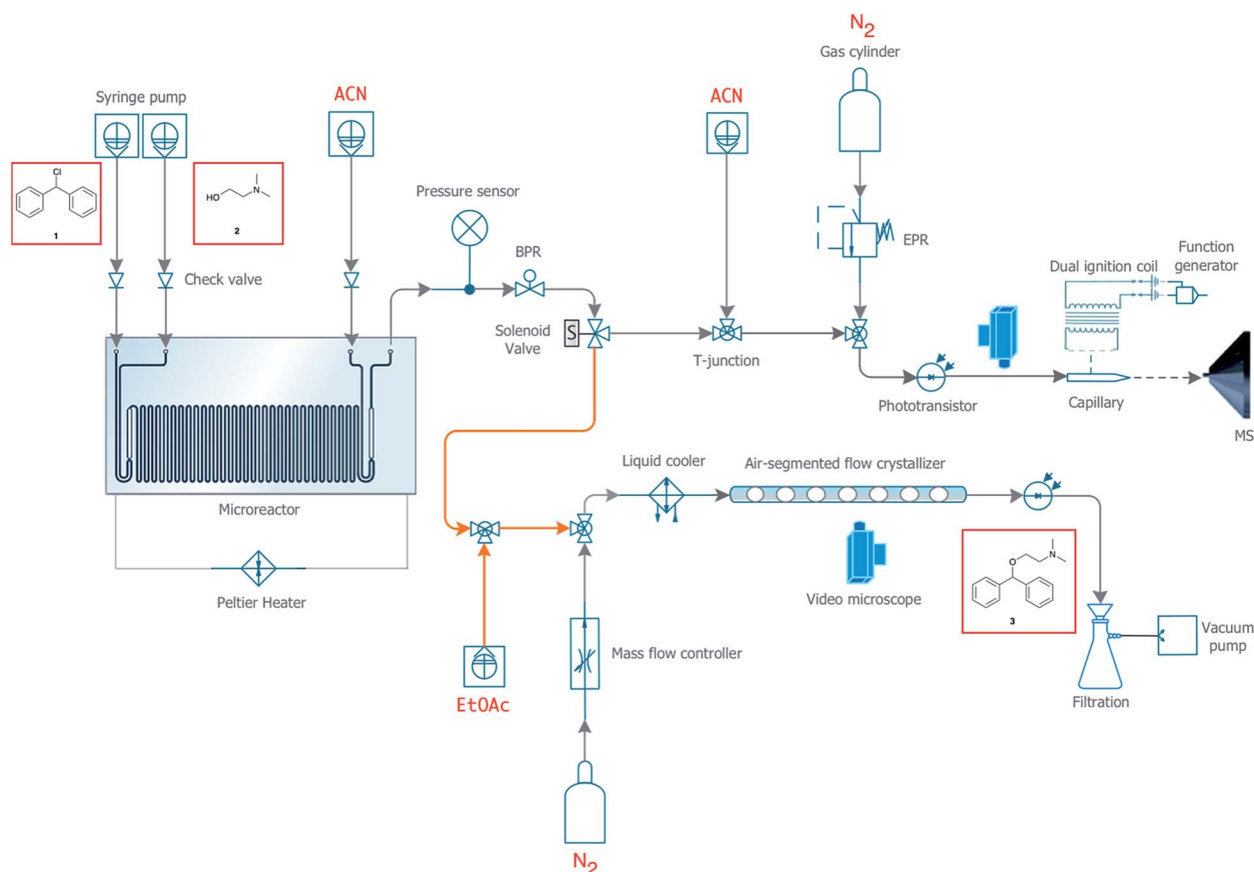 N2
Gas cylinder
Syringe pump
ACN
ACN
Cl
1
HO
N
2
Pressure sensor
Check valve
BPR
EPR
Dual ignition coil
Function
generator
Solenoid
Valve
S
T-junction
Phototransistor
Capillary
MS
Microreactor
Liquid cooler
Air-segmented flow crystallizer
Peltier Heater
Video microscope
O
N
3
Mass flow controller
EtOAc
Vacuum
pump
Filtration
N2